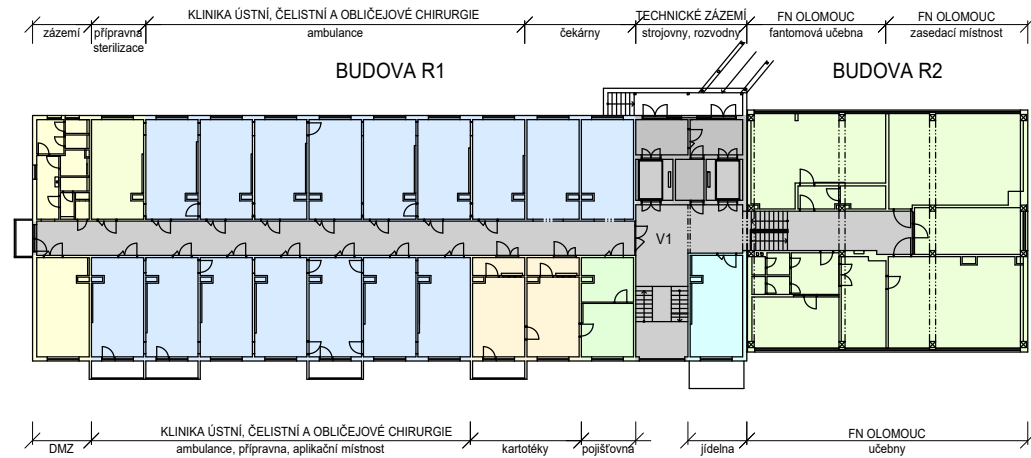 KLINIKA ÚSTNÍ, ČELISTNÍ A OBLIČEJOVÉ CHIRURGIE
TECHNICKÉ ZÁZEMÍ
FN OLOMOUC
FN OLOMOUC
zázemí
přípravna
sterilizace
ambulance
čekárny
strojovny, rozvodny
fantomová učebna
zasedací místnost
BUDOVA R1
BUDOVA R2
V1
KLINIKA ÚSTNÍ, ČELISTNÍ A OBLIČEJOVÉ CHIRURGIE
FN OLOMOUC
DMZ
ambulance, přípravna, aplikační místnost
kartotéky
pojišťovna
jídelna
učebny